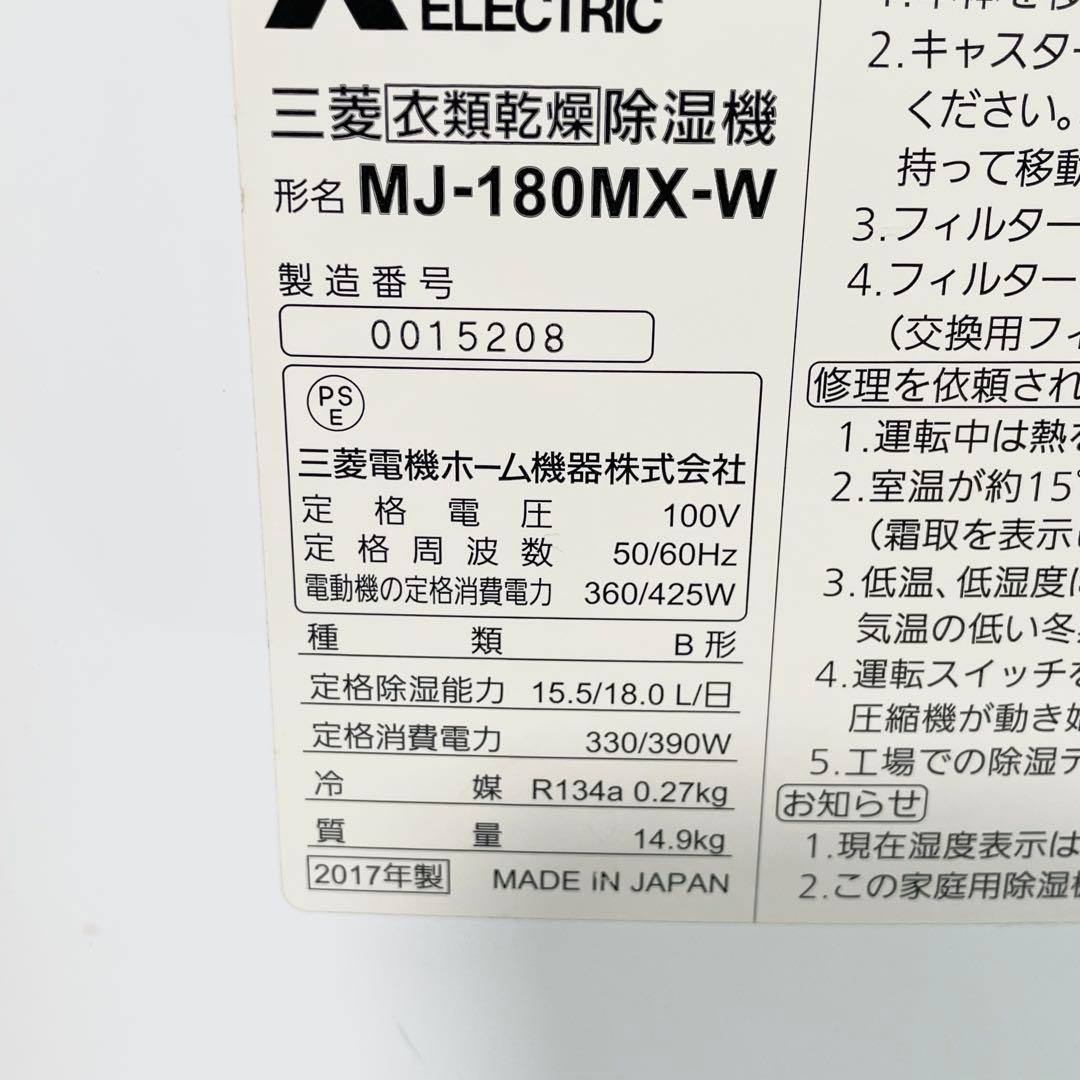 ELECTRIC
三菱衣類乾燥除湿機
形名 MJ-180MX-W
製造番号
0015208
PS
E
三菱電機ホーム機器株式会社
定格電圧 100V
定格周波数 50/60Hz
電動機の定格消費電力 360/425W
種類 B形
定格除湿能力 15.5/18.0 L/日
定格消費電力 330/390W
冷媒 R134a 0.27kg
質量 14.9kg
2017年製 MADE IN JAPAN
2.キャスター
ください。
持って移動
3.フィルター
4.フィルター
(交換用フィ
修理を依頼され
1.運転中は熱を
2.室温が約15℃
(霜取を表示
3.低温、低湿度
気温の低い冬
4.運転スイッチを
圧縮機が動き始
5.工場での除湿
お知らせ
1.現在湿度表示は
2.この家庭用除湿機